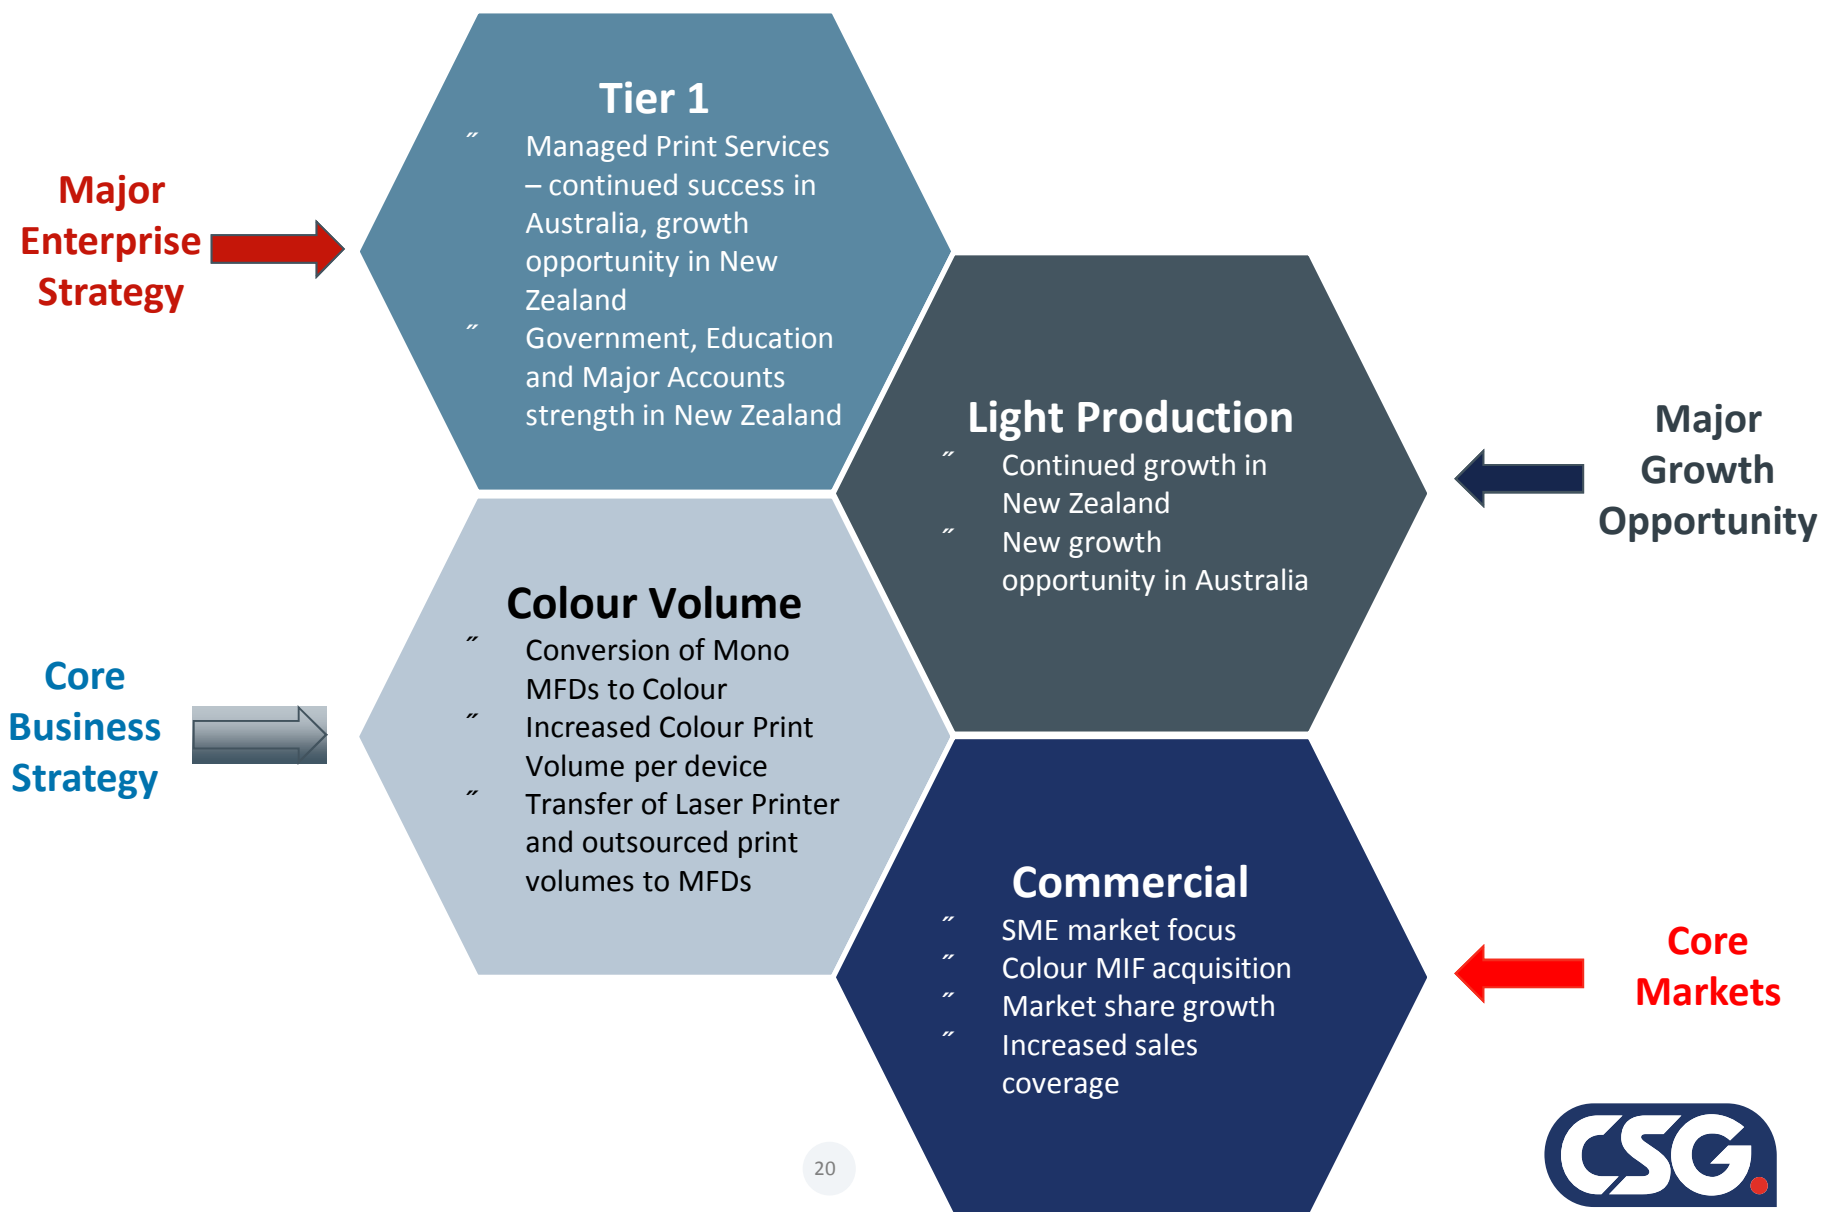 Major
Enterprise
Strategy
Tier 1
˝ Managed Print Services
– continued success in
Australia, growth
opportunity in New
Zealand
˝ Government, Education
and Major Accounts
strength in New Zealand
Light Production
˝ Continued growth in
New Zealand
˝ New growth
opportunity in Australia
Major
Growth
Opportunity
Core
Business
Strategy
Colour Volume
˝ Conversion of Mono
MFDs to Colour
˝ Increased Colour Print
Volume per device
˝ Transfer of Laser Printer
and outsourced print
volumes to MFDs
Commercial
˝ SME market focus
˝ Colour MIF acquisition
˝ Market share growth
˝ Increased sales
coverage
Core
Markets
20
CSG.